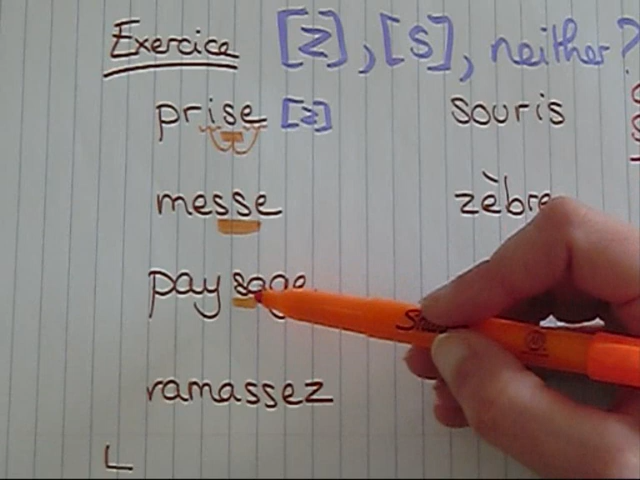 Exercice [z], [s], neither?
prise [z] souris
messe zèbre
paysage
ramassez